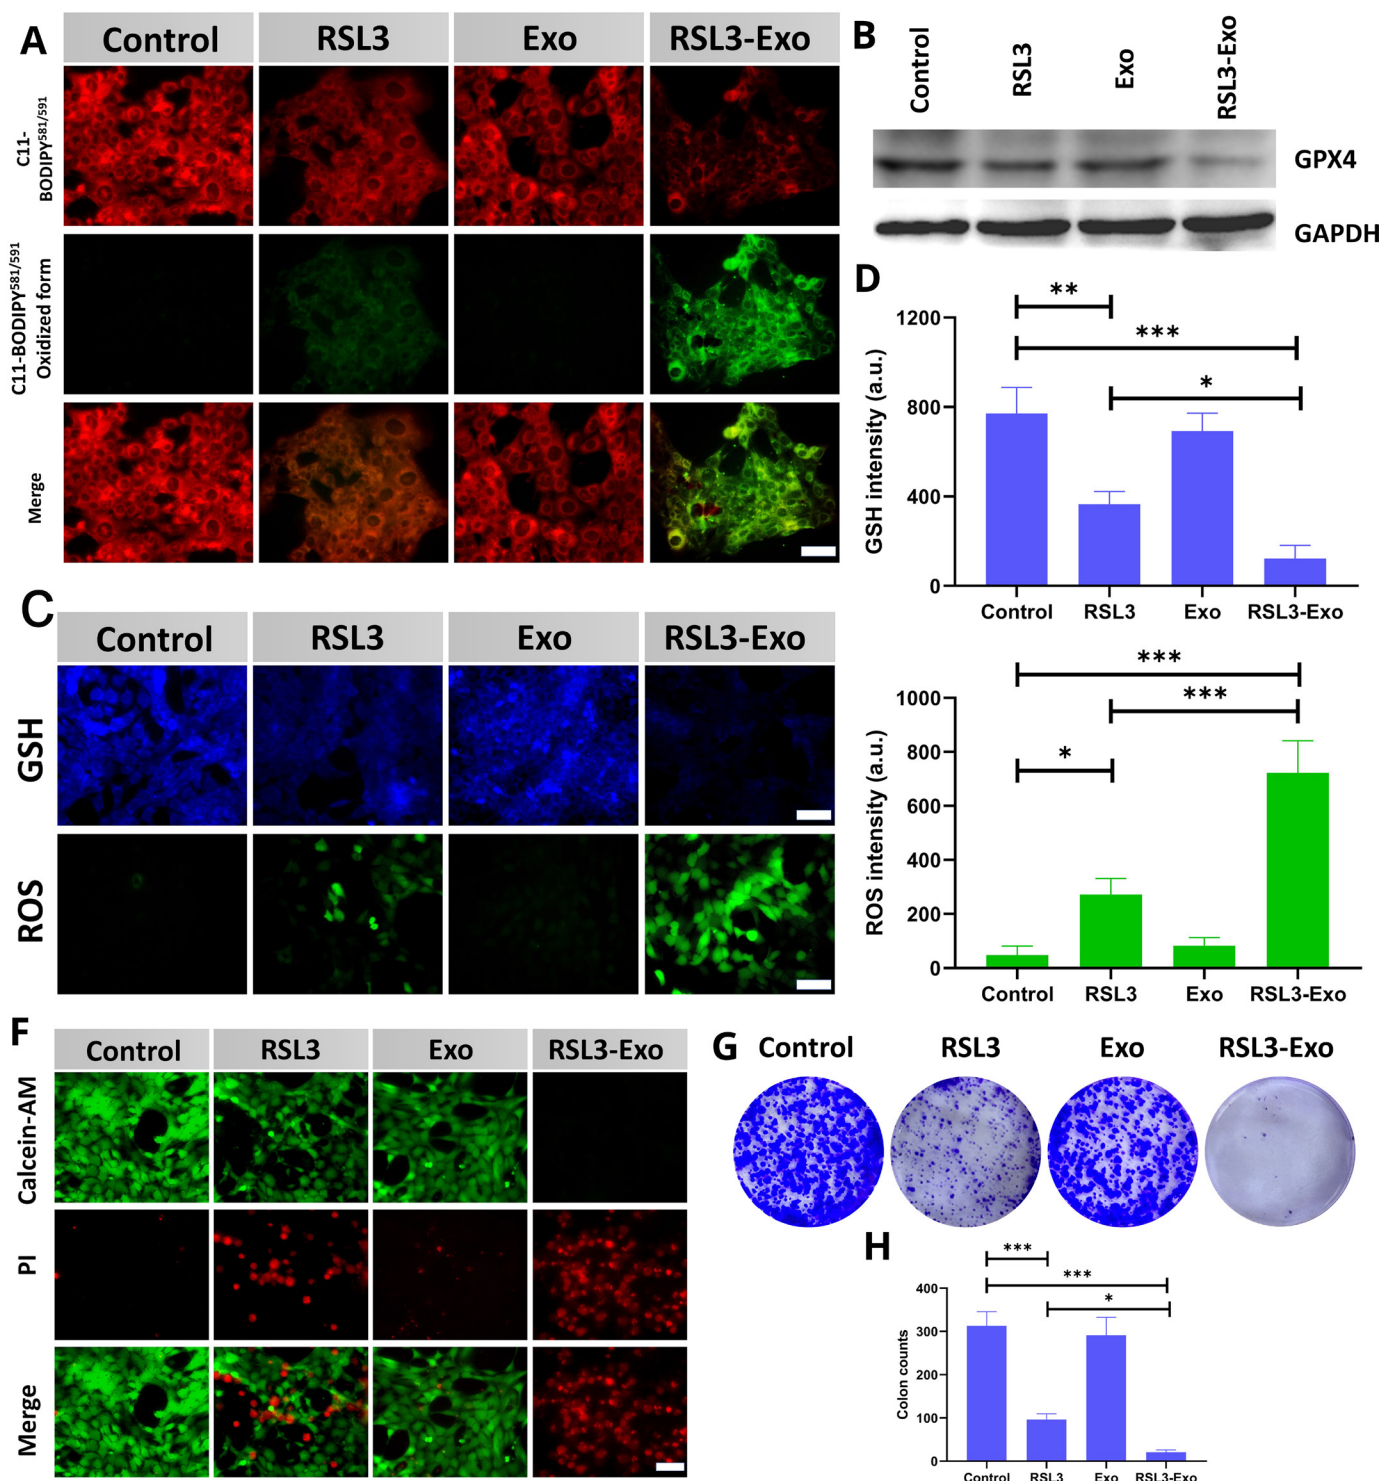 A
Control
RSL3
Exo
RSL3-Exo
C11-
BODIPY581/591
C11-BODIPY581/591
Oxidized form
Merge
B
Control
RSL3
Exo
RSL3-Exo
GPX4
GAPDH
D
**
***
*
1200
800
400
0
GSH intensity (a.u.)
Control
RSL3
Exo
RSL3-Exo
C
Control
RSL3
Exo
RSL3-Exo
GSH
ROS
***
***
*
1000
800
600
400
200
0
ROS intensity (a.u.)
Control
RSL3
Exo
RSL3-Exo
F
Control
RSL3
Exo
RSL3-Exo
Calcein-AM
PI
Merge
G
Control
RSL3
Exo
RSL3-Exo
H
***
***
*
400
300
200
100
0
Colon counts
Control
RSL3
Exo
RSL3-Exo